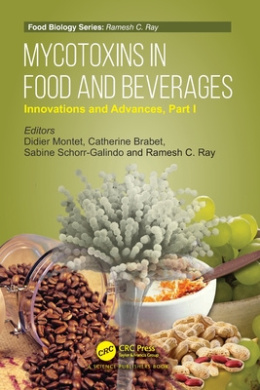 Food Biology Series: Ramesh C. Ray
MYCOTOXINS IN
FOOD AND BEVERAGES
Innovations and Advances, Part I
Editors
Didier Montet, Catherine Brabet,
Sabine Schorr-Galindo and Ramesh C. Ray
CRC
CRC Press
Taylor & Francis Group
A SCIENCE PUBLISHERS BOOK